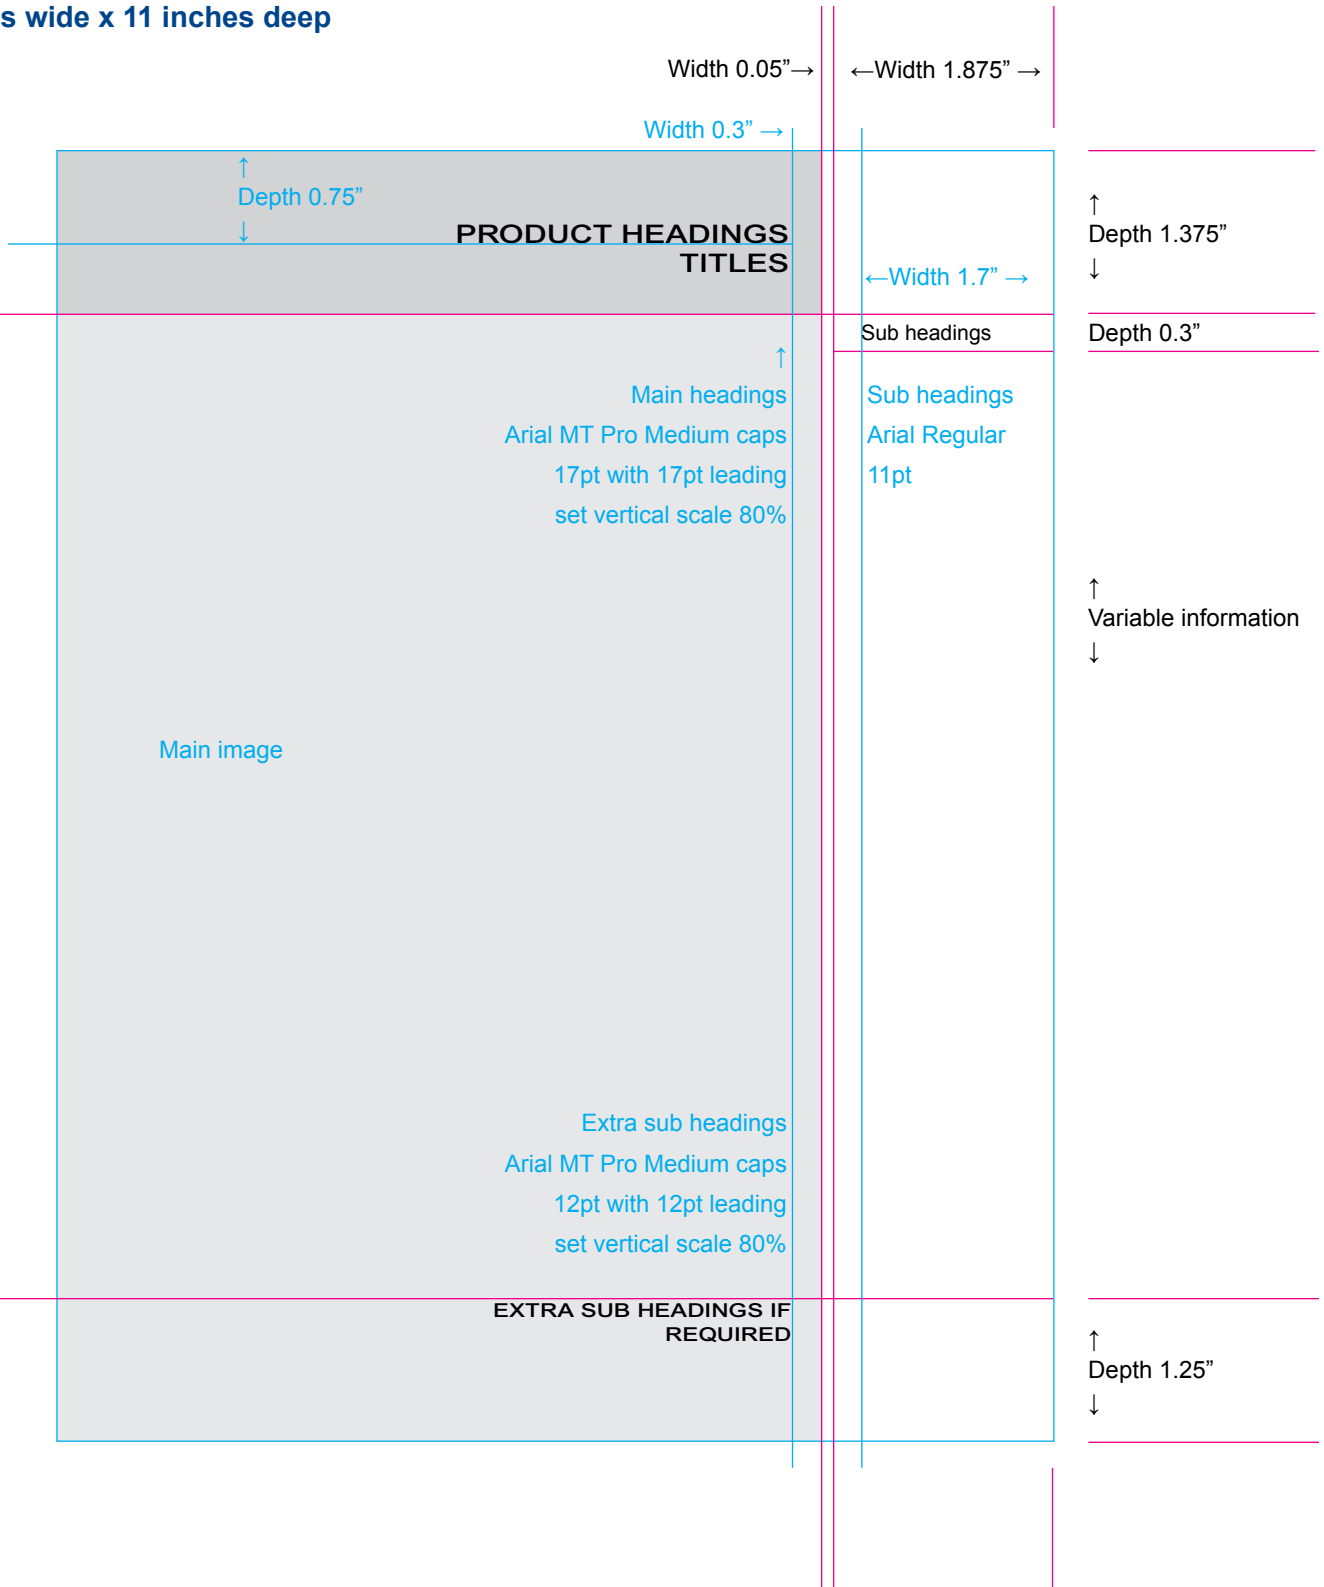 s wide x 11 inches deep
Width 0.05”→
←Width 1.875” →
Width 0.3” →
↑
Depth 0.75”
↓
PRODUCT HEADINGS
TITLES
←Width 1.7” →
↑
Depth 1.375”
↓
Sub headings
Depth 0.3”
↑
Main headings
Arial MT Pro Medium caps
17pt with 17pt leading
set vertical scale 80%
Sub headings
Arial Regular
11pt
↑
Variable information
↓
Main image
Extra sub headings
Arial MT Pro Medium caps
12pt with 12pt leading
set vertical scale 80%
EXTRA SUB HEADINGS IF
REQUIRED
↑
Depth 1.25”
↓